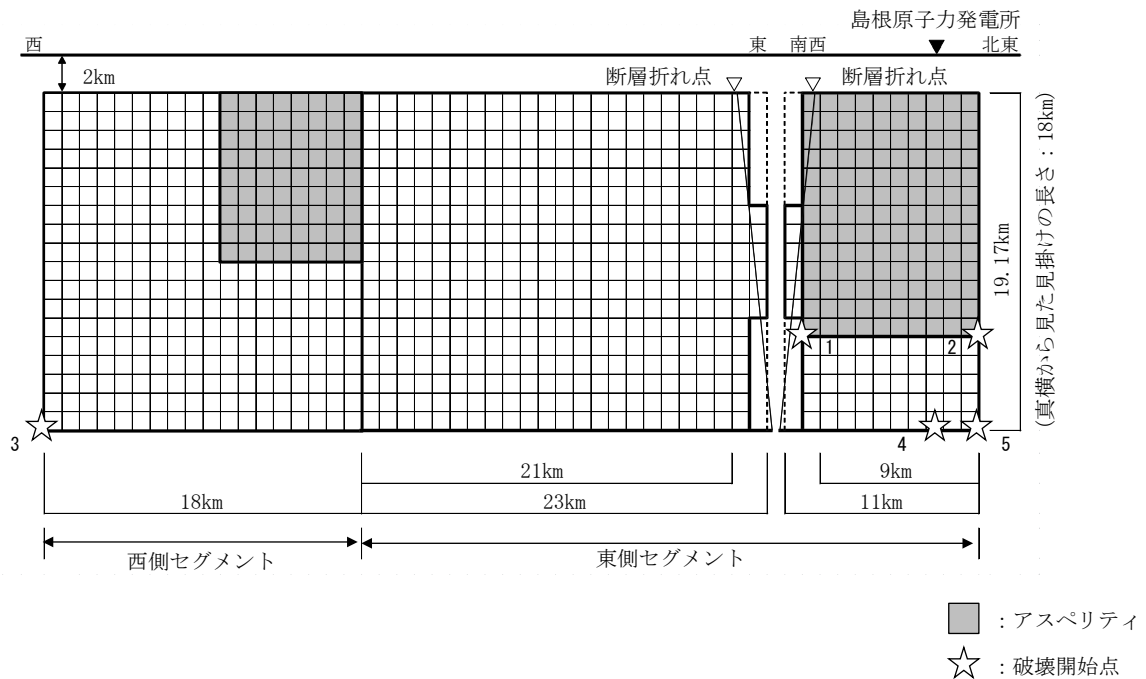 島根原子力発電所
西
東
南西
北東
2km
断層折れ点
断層折れ点
19.17km
(真横から見た見掛けの長さ:18km)
1
2
3
4
5
21km
9km
18km
23km
11km
西側セグメント
東側セグメント
:アスペリティ
:破壊開始点